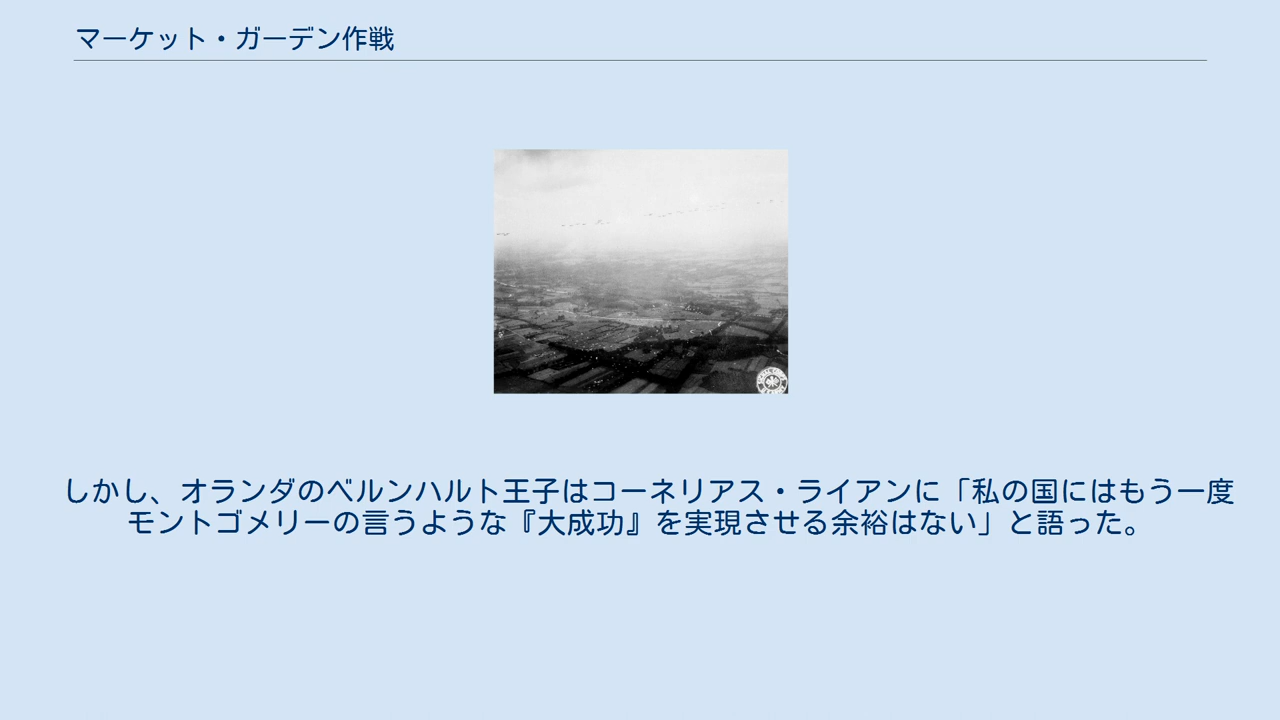 マーケット・ガーデン作戦
しかし、オランダのベルンハルト王子はコーネリアス・ライアンに「私の国にはもう一度
モントゴメリーの言うような『大成功』を実現させる余裕はない」と語った。